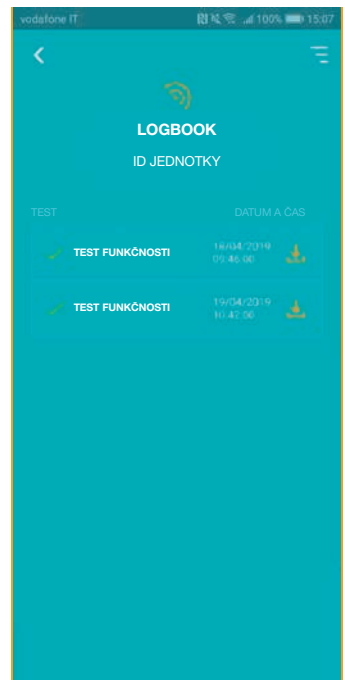 vodafone IT 100% 15:07
LOGBOOK
ID JEDNOTKY
TEST DATUM A ČAS
TEST FUNKČNOSTI 18/04/2019
09:46:00
TEST FUNKČNOSTI 19/04/2019
10:42:00